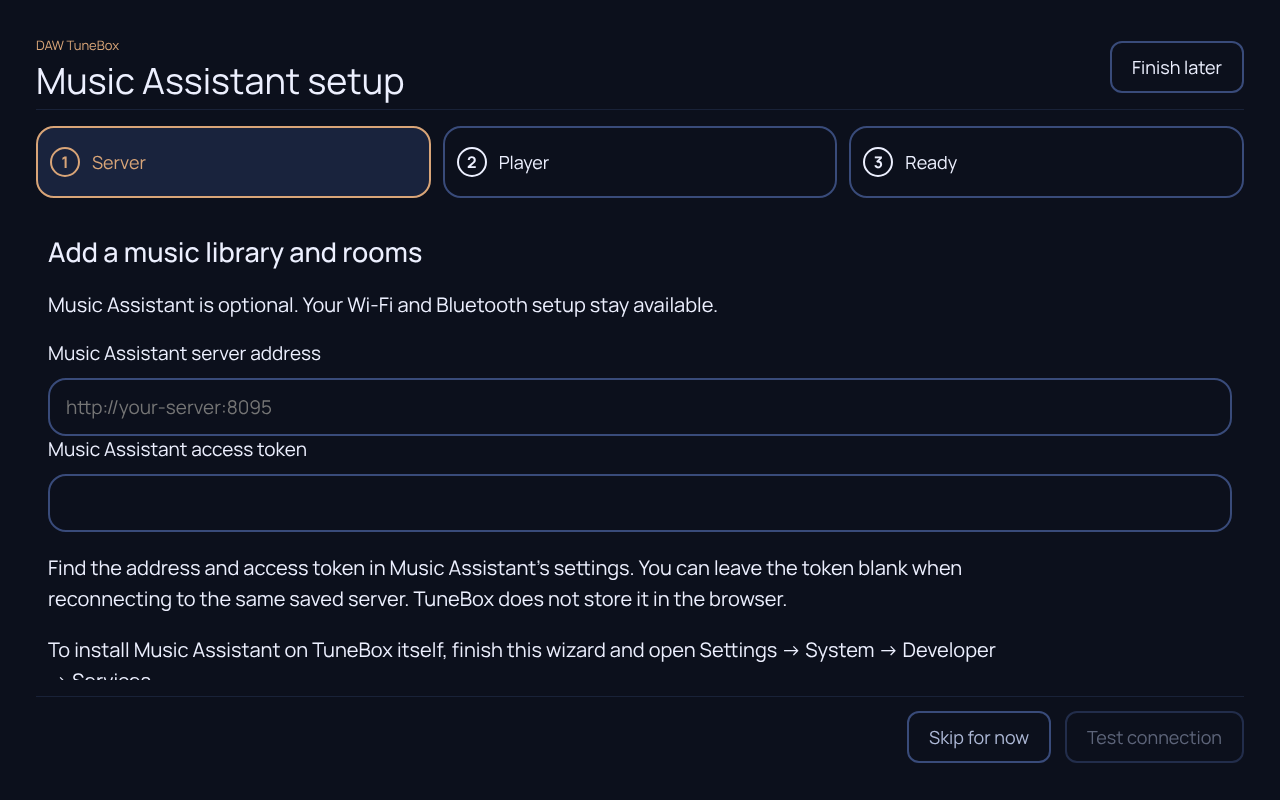 DAW TuneBox
Music Assistant setup
Finish later
1 Server
2 Player
3 Ready
Add a music library and rooms
Music Assistant is optional. Your Wi-Fi and Bluetooth setup stay available.
Music Assistant server address
http://your-server:8095
Music Assistant access token
Find the address and access token in Music Assistant's settings. You can leave the token blank when
reconnecting to the same saved server. TuneBox does not store it in the browser.
To install Music Assistant on TuneBox itself, finish this wizard and open Settings → System → Developer
→ Services
Skip for now
Test connection